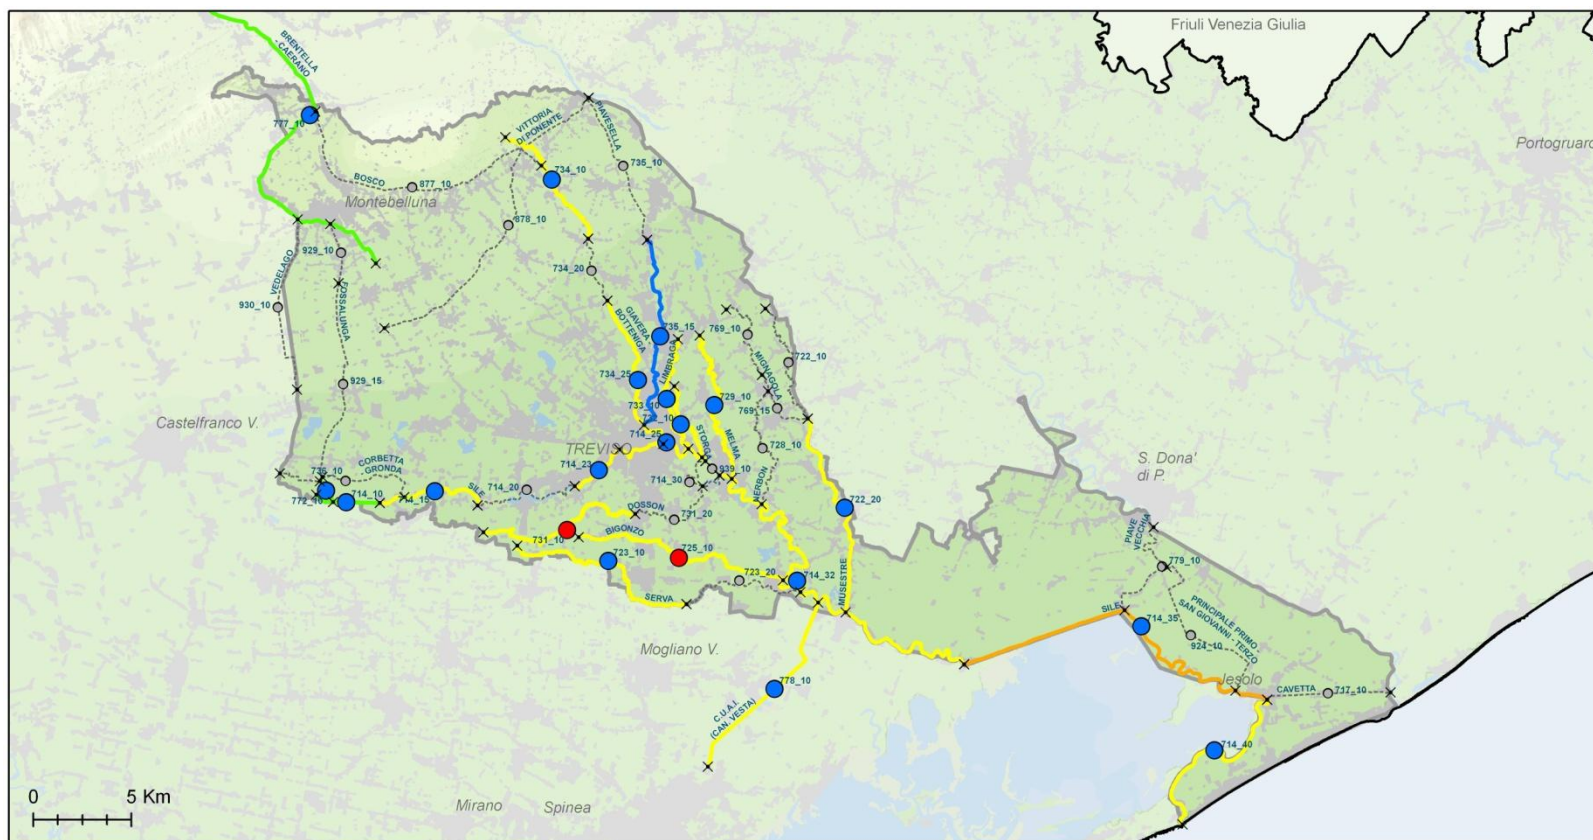 Friuli Venezia Giulia
BRENTELLA
- CAERANO
777_10
VITTORIA
DI PONENTE
PIAVESELLA
Portogruaro
735_10
734_10
BOSCO
877_10
Montebelluna
878_10
929_10
VEDELAGO
930_10
FOSSALUNGA
734_20
GIAVERA
BOTTENIGA
735_15
769_10
LIMBRAGA
MIGNAGOLA
722_10
929_15
734_25
733_10
729_10
769_15
Castelfranco V.
714_25
TREVISO
STORGA
MELMA
728_10
S. Dona'
di P.
CORBETTA
- GRONDA
736_10
714_23
939_10
714_10
SILE
714_20
714_30
NERBON
722_20
DOSSON
731_20
731_10
BIGONZO
PIAVE
VECCHIA
723_10
725_10
779_10
723_20
714_32
MUSESTRE
SERVA
SILE
PRINCIPALE PRIMO -
SAN GIOVANNI - TERZO
714_35
924_10
Mogliano V.
Jesolo
778_10
CAVETTA
717_10
C.U.A.I.
(CAN. VESTA)
714_40
0 5 Km
Mirano
Spinea